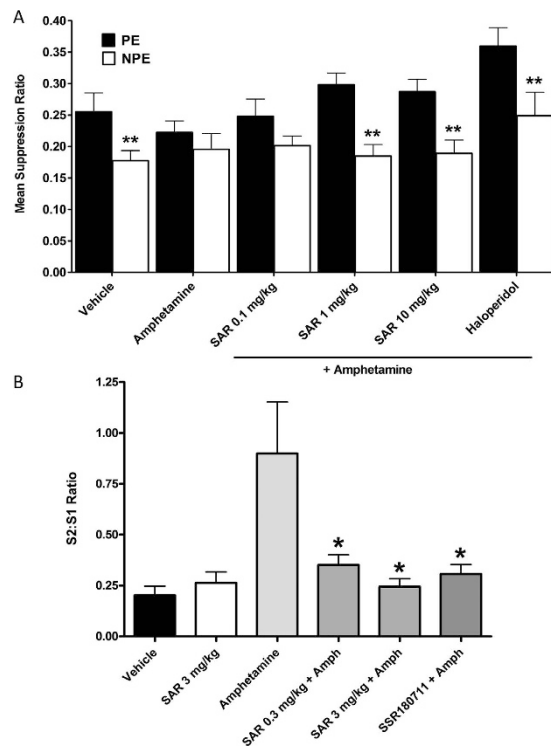 A
PE
NPE
Mean Suppression Ratio
0.40
0.35
0.30
0.25
0.20
0.15
0.10
0.05
0.00
** ** ** **
Vehicle
Amphetamine
SAR 0.1 mg/kg
SAR 1 mg/kg
SAR 10 mg/kg
Haloperidol
+ Amphetamine
B
S2:S1 Ratio
1.25
1.00
0.75
0.50
0.25
0.00
* * *
Vehicle
SAR 3 mg/kg
Amphetamine
SAR 0.3 mg/kg + Amph
SAR 3 mg/kg + Amph
SSR180711 + Amph